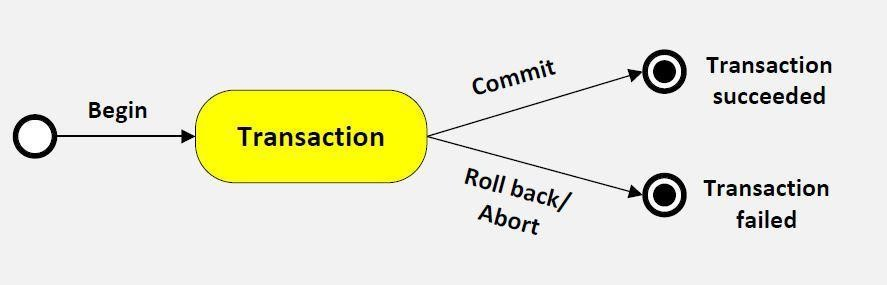 Begin
Transaction
Commit
Transaction
succeeded
Roll back/
Abort
Transaction
failed